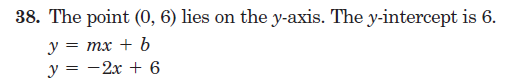 38. The point (0, 6) lies on the y-axis. The y-intercept is 6.
y = mx + b
y = −2x + 6